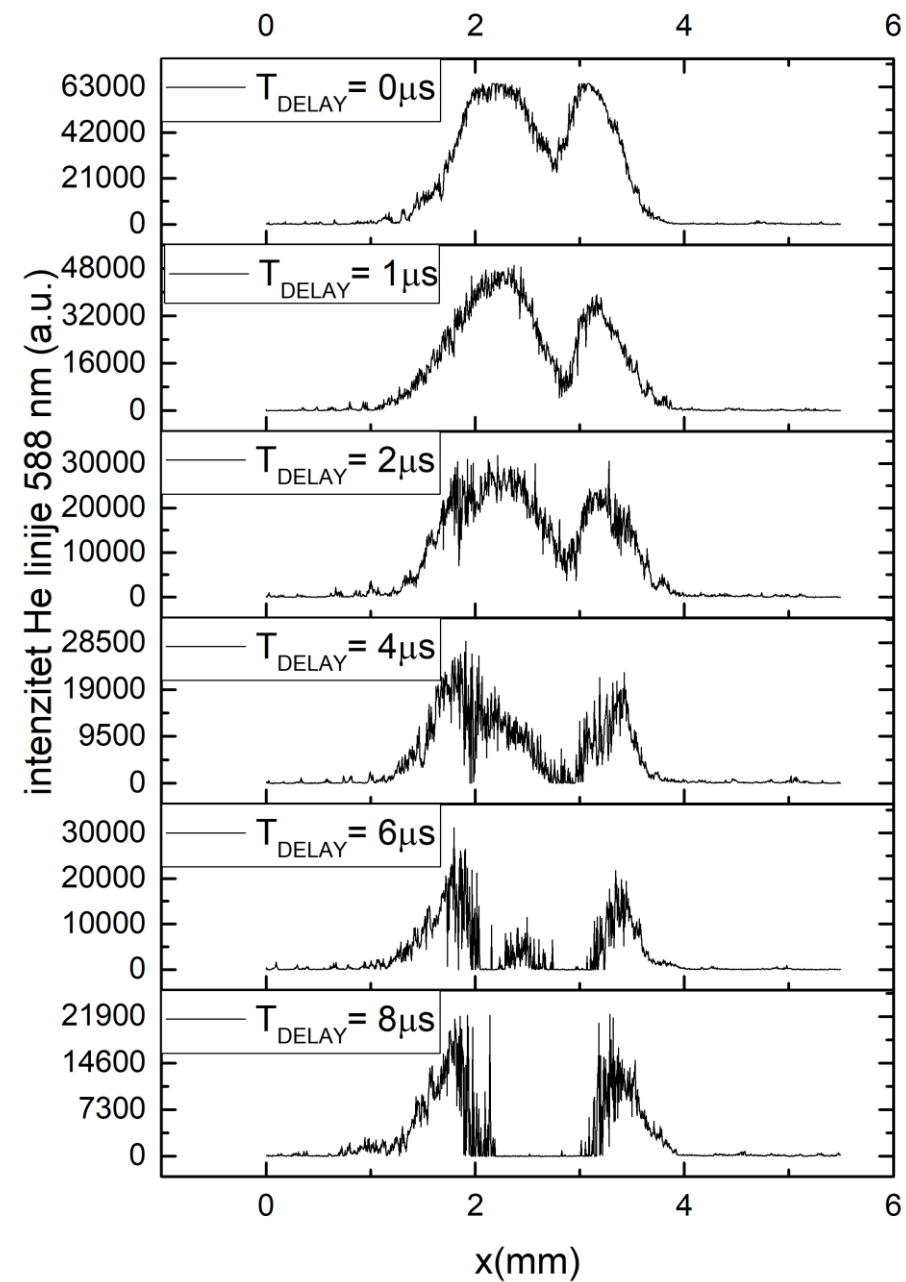 0 2 4 6
63000
42000
21000
0
T_DELAY = 0μs
48000
32000
16000
0
T_DELAY = 1μs
30000
20000
10000
0
T_DELAY = 2μs
28500
19000
9500
0
T_DELAY = 4μs
30000
20000
10000
0
T_DELAY = 6μs
21900
14600
7300
0
T_DELAY = 8μs
intenzitet He linije 588 nm (a.u.)
0 2 4 6
x(mm)